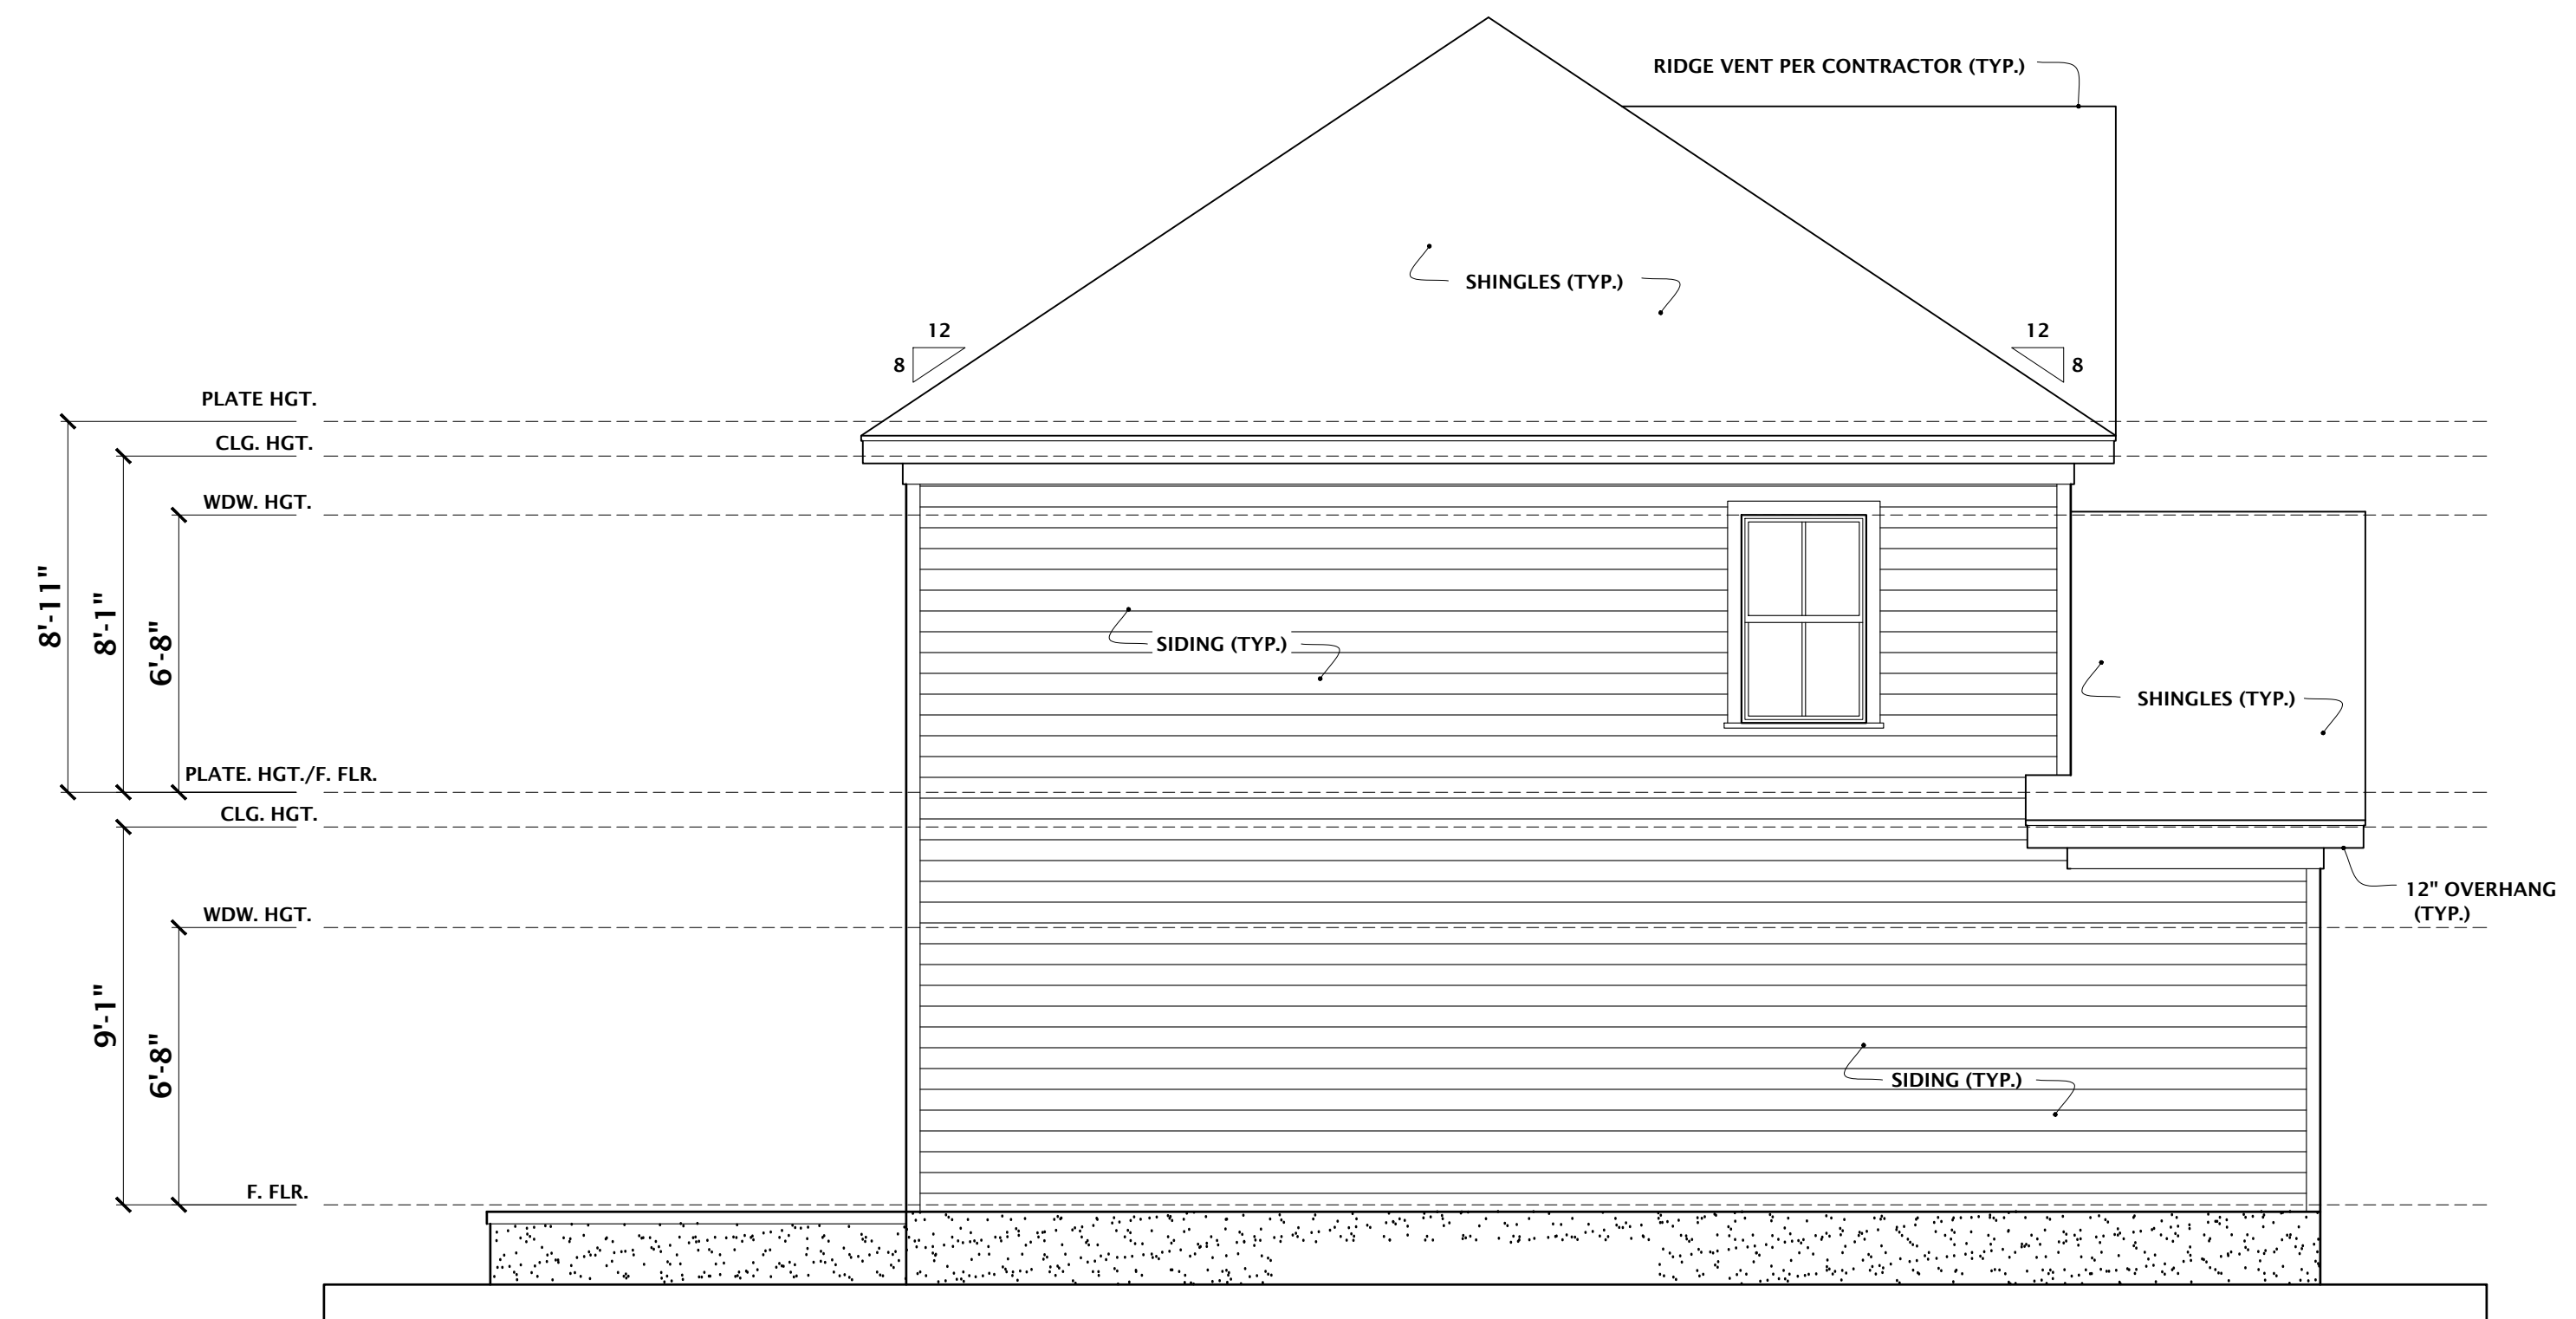 RIDGE VENT PER CONTRACTOR (TYP.)
SHINGLES (TYP.)
12
8
12
8
PLATE HGT.
CLG. HGT.
WDW. HGT.
8'-11"
8'-1"
6'-8"
SIDING (TYP.)
SHINGLES (TYP.)
PLATE. HGT./F. FLR.
CLG. HGT.
12" OVERHANG
(TYP.)
WDW. HGT.
9'-1"
6'-8"
SIDING (TYP.)
F. FLR.